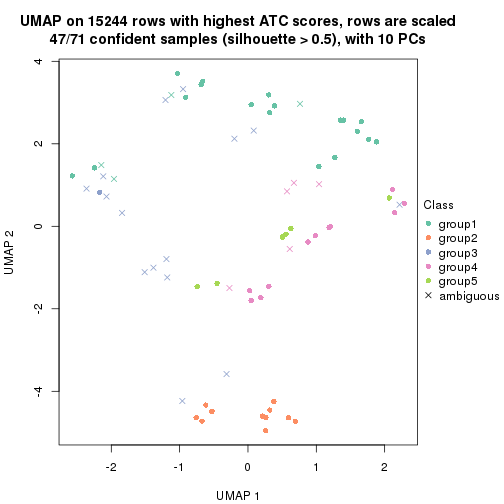 UMAP on 15244 rows with highest ATC scores, rows are scaled
47/71 confident samples (silhouette > 0.5), with 10 PCs
4
2
0
-2
-4
UMAP 2
-2
-1
0
1
2
UMAP 1
Class
group1
group2
group3
group4
group5
ambiguous